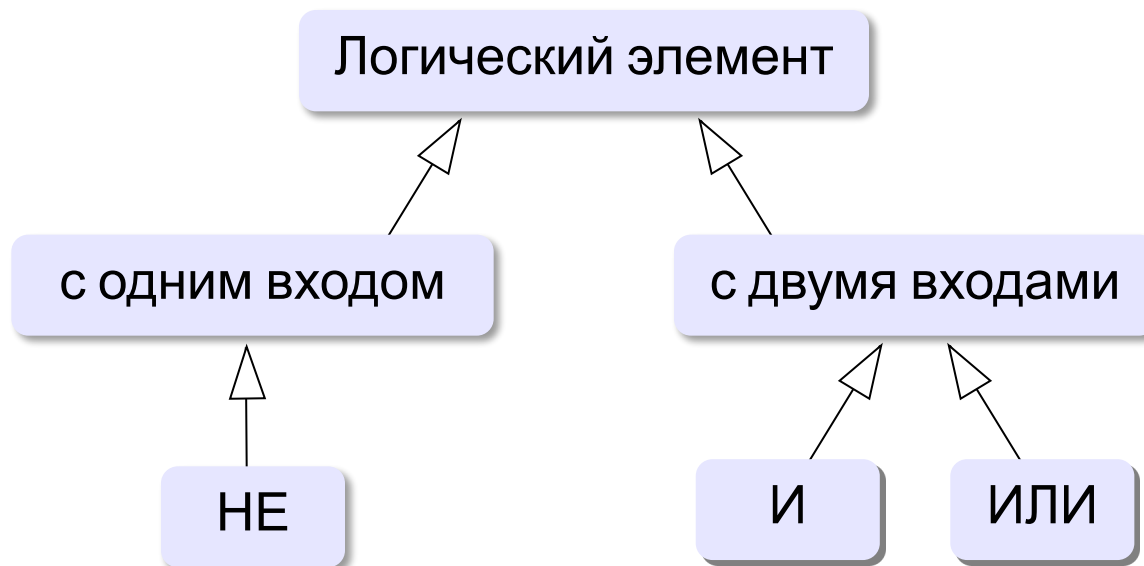 Логический элемент
с одним входом
с двумя входами
НЕ
И
ИЛИ